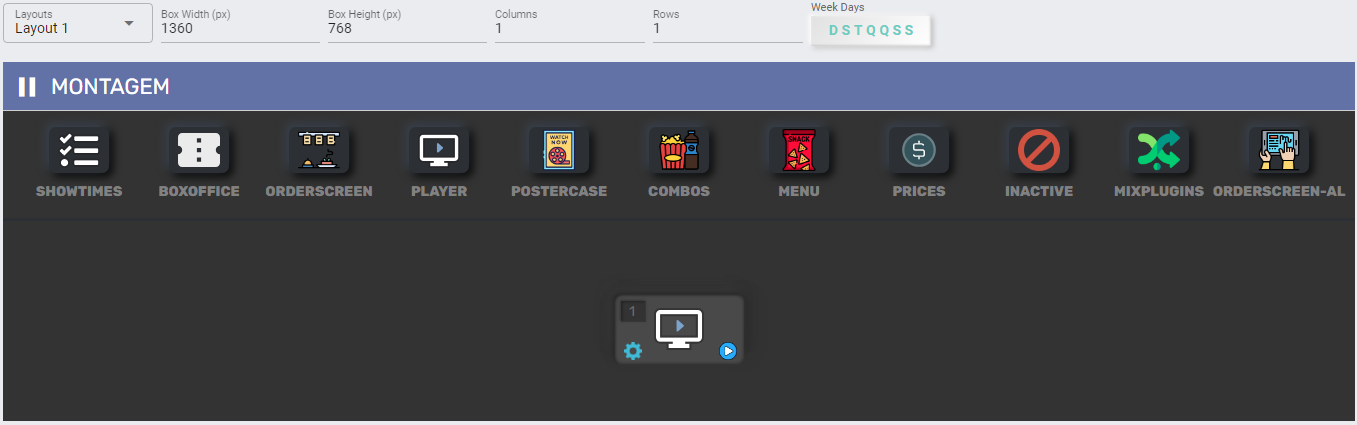 Layouts
Layout 1
Box Width (px)
1360
Box Height (px)
768
Columns
1
Rows
1
Week Days
D S T Q Q S S
MONTAGEM
SHOWTIMES
BOXOFFICE
ORDERSCREEN
PLAYER
WATCH
NOW
POSTERCASE
COMBOS
SNACK
MENU
$
PRICES
INACTIVE
MIXPLUGINS
ORDERSCREEN-AL
1